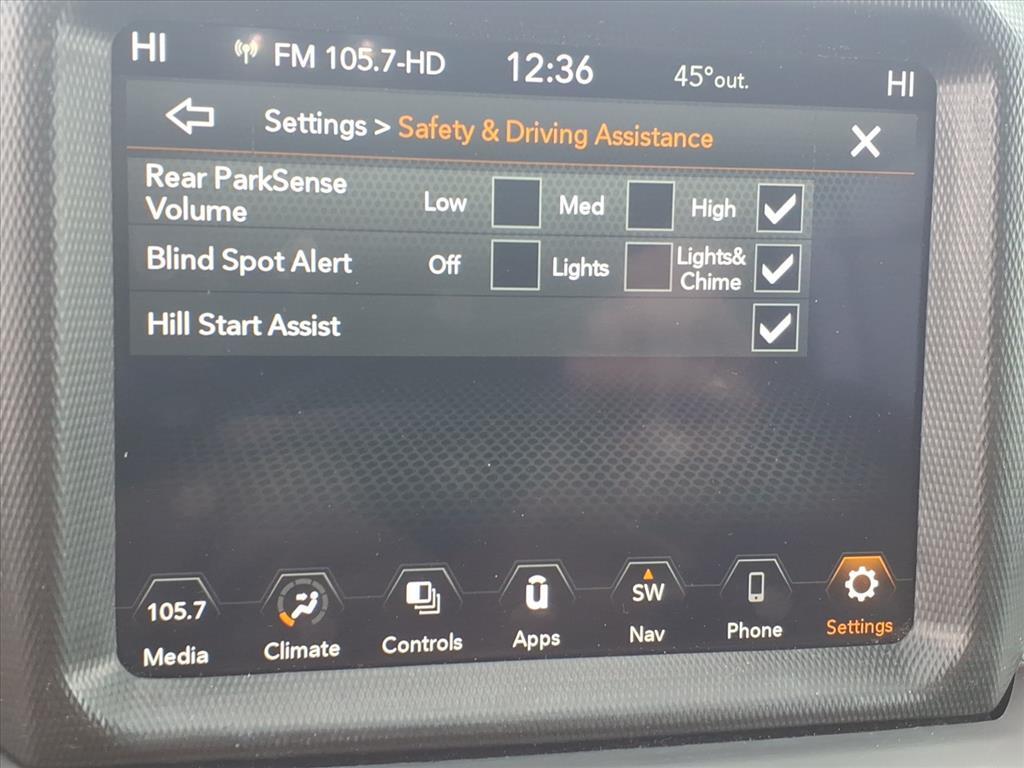 HI FM 105.7-HD 12:36 45°out. HI
Settings > Safety & Driving Assistance
Rear ParkSense
Volume
Low Med High
Blind Spot Alert Off Lights Lights&
Chime
Hill Start Assist
105.7 SW
Media Climate Controls Apps Nav Phone Settings